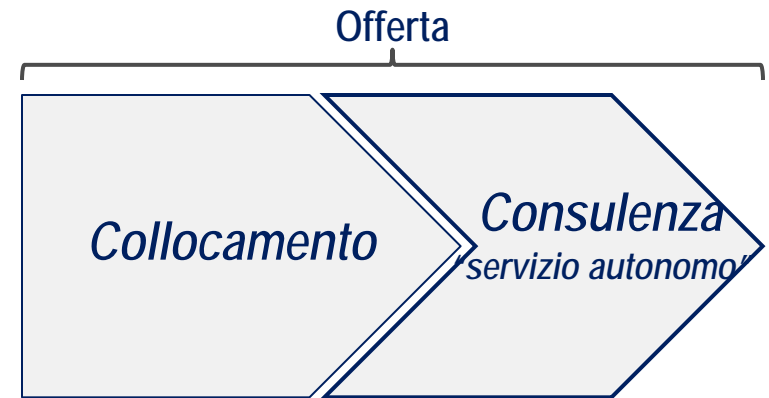 Offerta
Collocamento
Consulenza
“servizio autonomo”